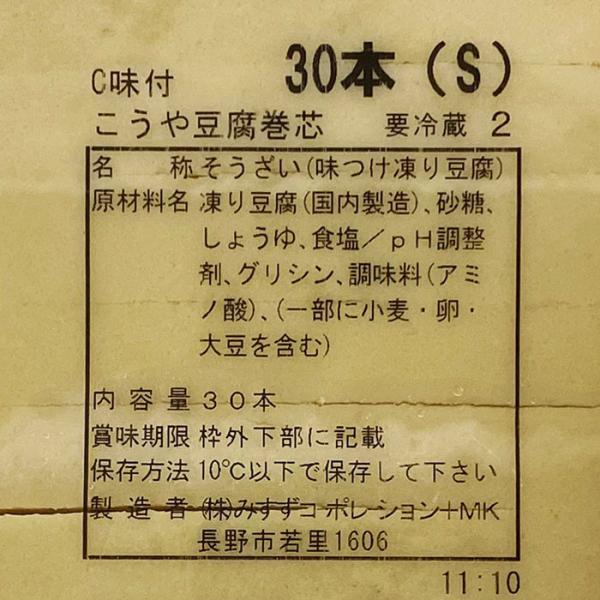 C味付 30本(S)
こうや豆腐巻芯 要冷蔵 2
名称 そうざい(味つけ凍り豆腐)
原材料名 凍り豆腐(国内製造)、砂糖、
しょうゆ、食塩/pH調整
剤、グリシン、調味料(アミ
ノ酸)、(一部に小麦・卵・
大豆を含む)
内容量 30本
賞味期限 枠外下部に記載
保存方法 10℃以下で保存して下さい
製造者 (株)みすずコーポレーション+MK
長野市若里1606
11:10